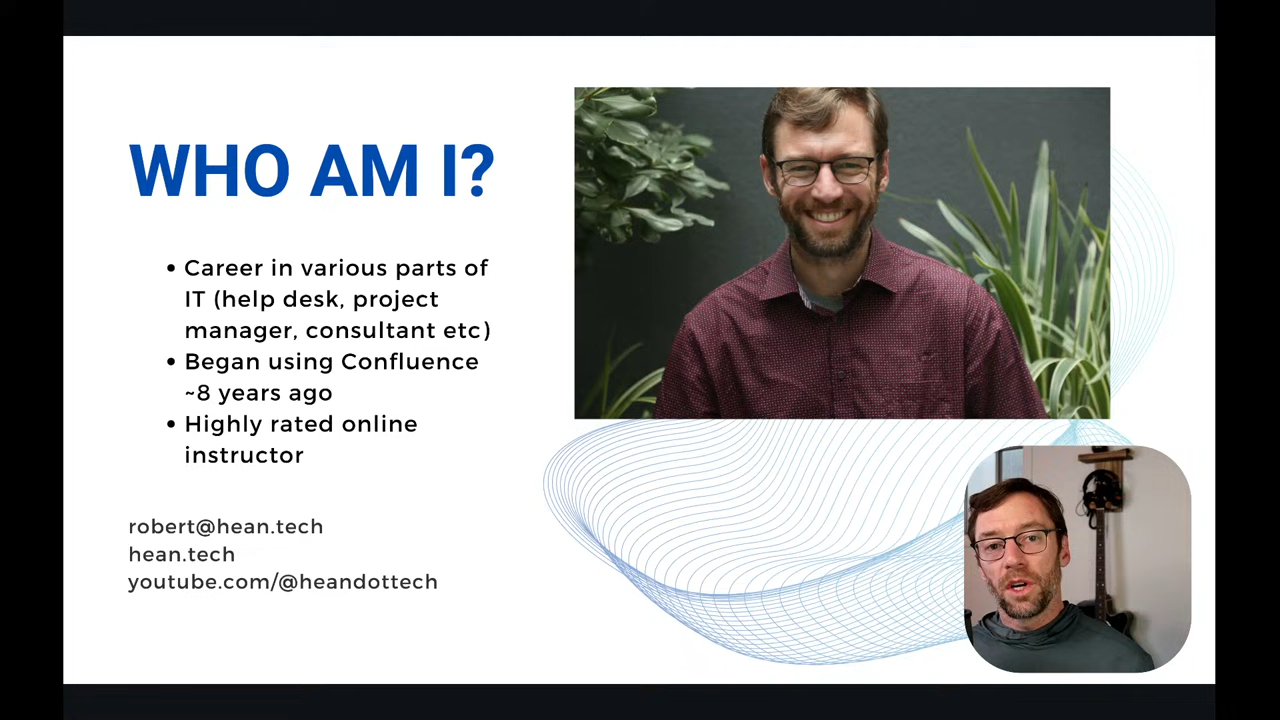 WHO AM I?
• Career in various parts of
IT (help desk, project
manager, consultant etc)
• Began using Confluence
~8 years ago
• Highly rated online
instructor
robert@hean.tech
hean.tech
youtube.com/@heandottech